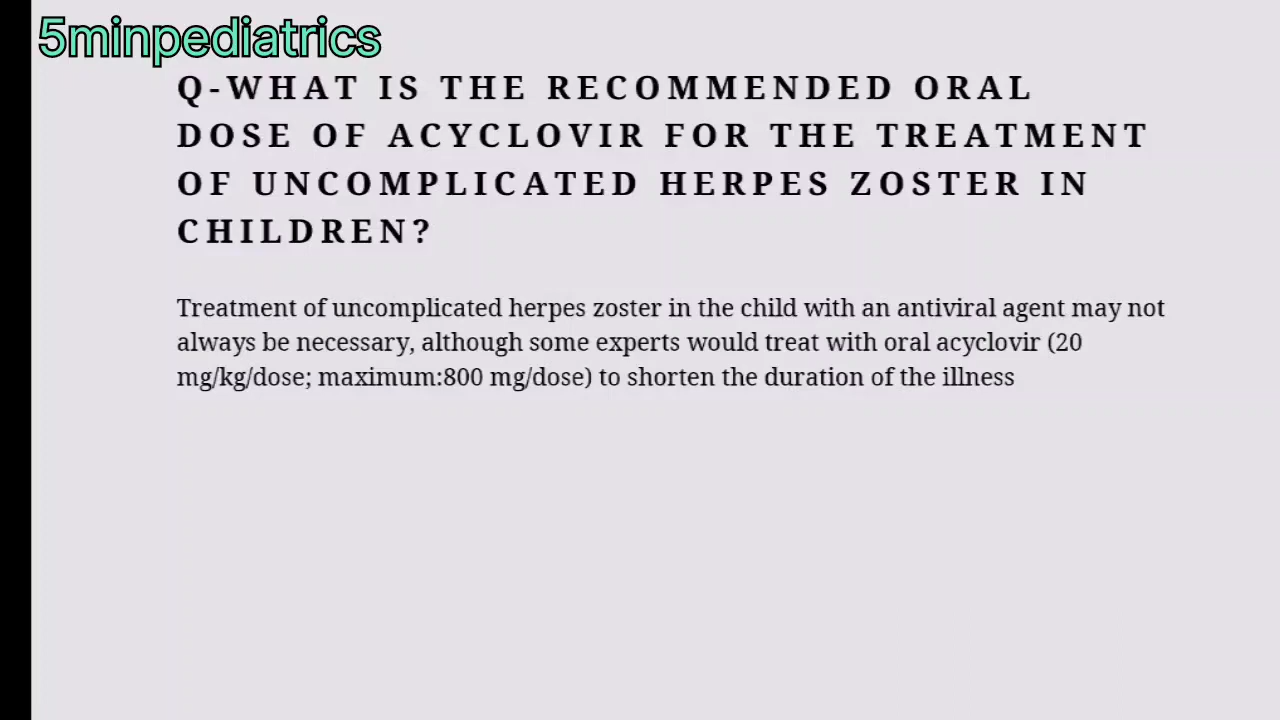 5minpediatrics
Q-WHAT IS THE RECOMMENDED ORAL
DOSE OF ACYCLOVIR FOR THE TREATMENT
OF UNCOMPLICATED HERPES ZOSTER IN
CHILDREN?
Treatment of uncomplicated herpes zoster in the child with an antiviral agent may not
always be necessary, although some experts would treat with oral acyclovir (20
mg/kg/dose; maximum:800 mg/dose) to shorten the duration of the illness